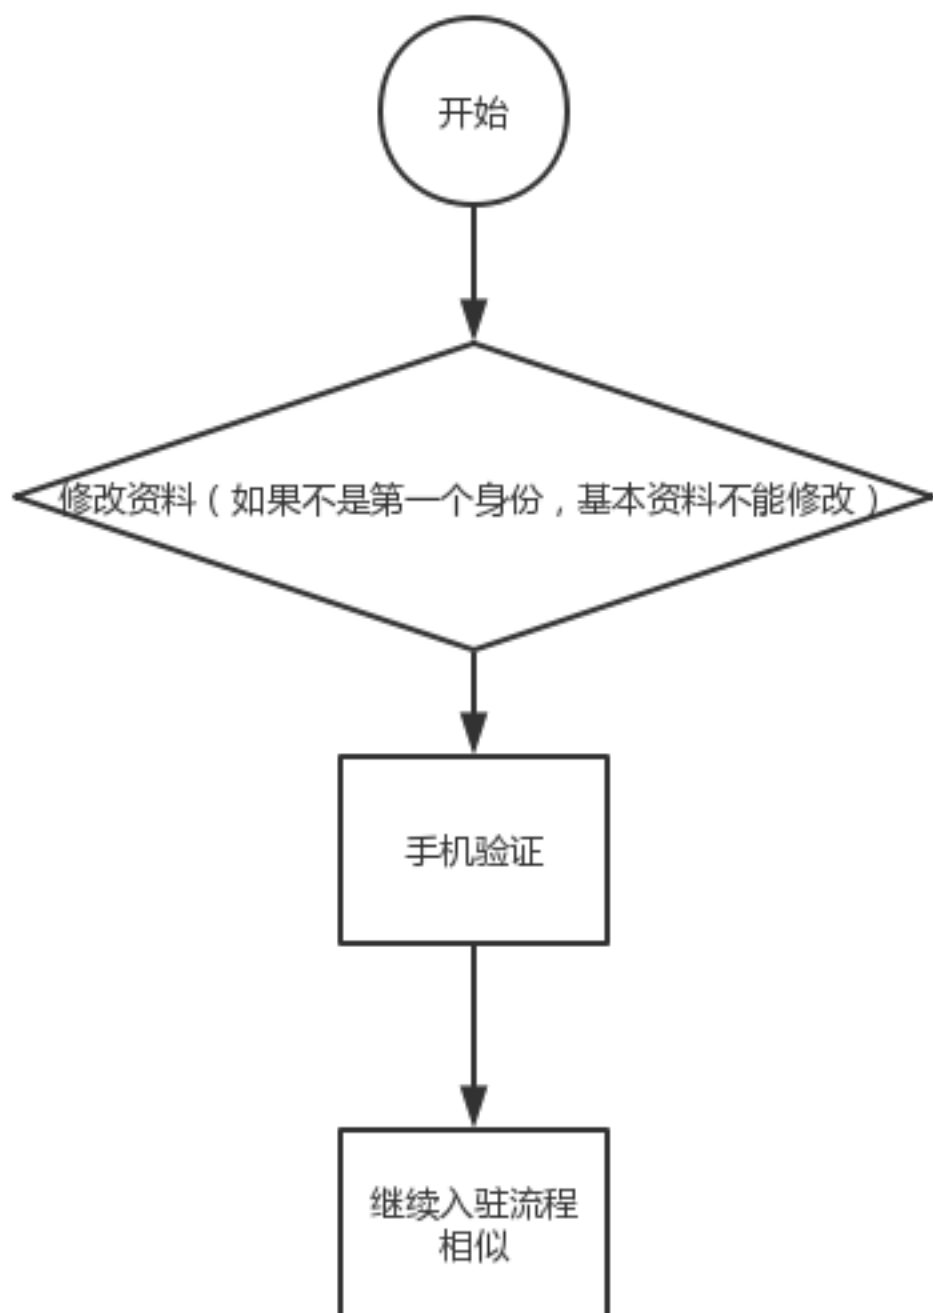 开始
修改资料（如果不是第一个身份，基本资料不能修改）
手机验证
继续入驻流程
相似